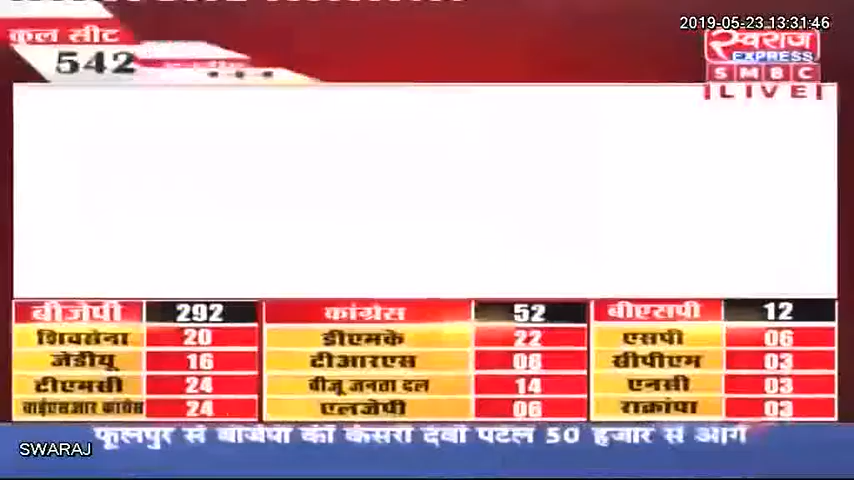 2019-05-23 13:31:46
कुल सीट
542
स्वराज
EXPRESS
SMBC
LIVE
बीजेपी 292 कांग्रेस 52 बीएसपी 12
शिवसेना 20 डीएमके 22 एसपी 06
जेडीयू 16 टीआरएस 08 सीपीएम 03
टीएमसी 24 बीजू जनता दल 14 एनसी 03
वाईएसआर कांग्रेस 24 एलजेपी 06 राकांपा 03
फूलपुर से बीजेपी की केसरी देवी पटेल 50 हजार से आगे
SWARAJ